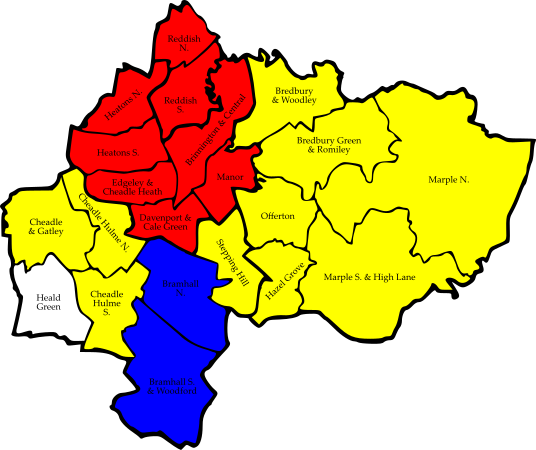 Reddish
N.
Bredbury
& Woodley
Heatons N.
Reddish
S.
Brinnington & Central
Bredbury Green
& Romiley
Heatons S.
Edgeley &
Cheadle Heath
Manor
Marple N.
Cheadle
& Gatley
Cheadle Hulme N.
Davenport &
Cale Green
Offerton
Stepping Hill
Hazel Grove
Marple S. & High Lane
Heald
Green
Cheadle
Hulme
S.
Bramhall
N.
Bramhall S.
& Woodford